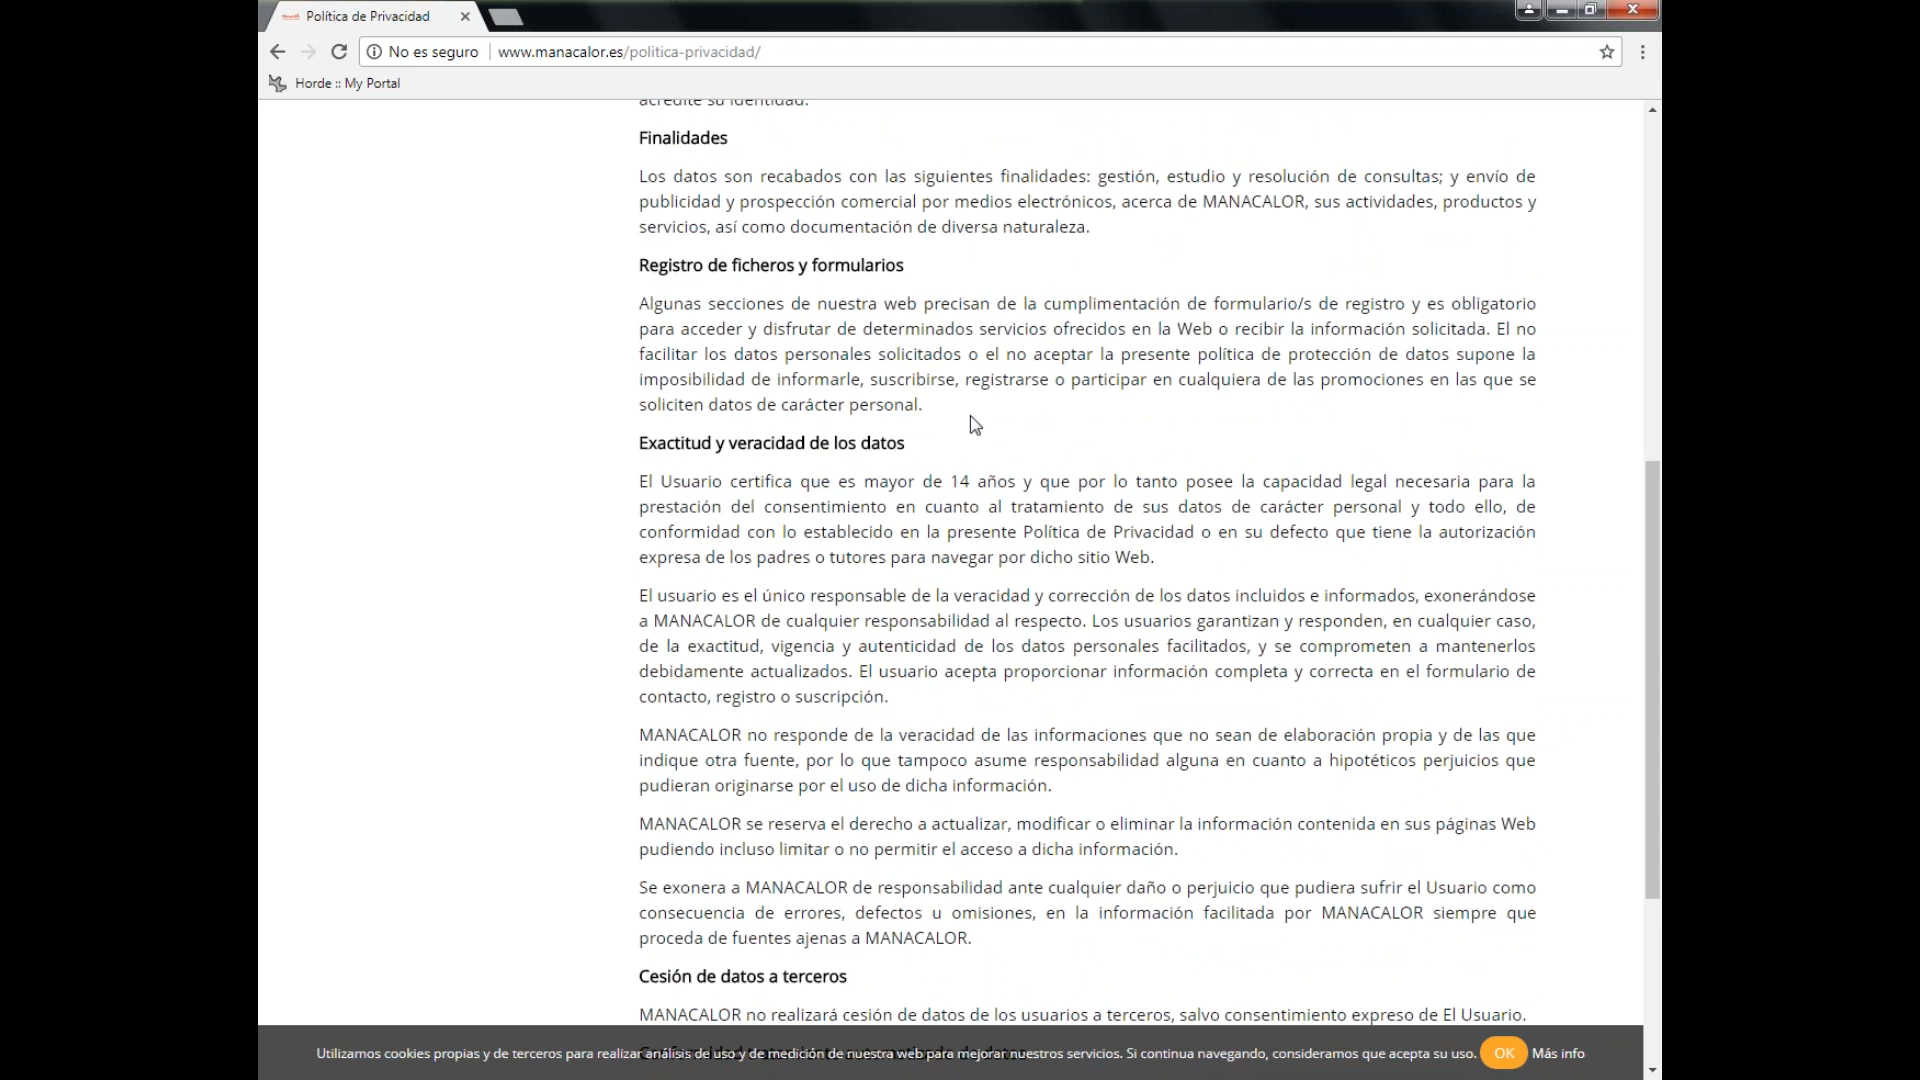 Política de Privacidad
No es seguro www.manacalor.es/politica-privacidad/
Horde :: My Portal
acredite su identidad.
Finalidades
Los datos son recabados con las siguientes finalidades: gestión, estudio y resolución de consultas; y envío de
publicidad y prospección comercial por medios electrónicos, acerca de MANACALOR, sus actividades, productos y
servicios, así como documentación de diversa naturaleza.
Registro de ficheros y formularios
Algunas secciones de nuestra web precisan de la cumplimentación de formulario/s de registro y es obligatorio
para acceder y disfrutar de determinados servicios ofrecidos en la Web o recibir la información solicitada. El no
facilitar los datos personales solicitados o el no aceptar la presente política de protección de datos supone la
imposibilidad de informarle, suscribirse, registrarse o participar en cualquiera de las promociones en las que se
soliciten datos de carácter personal.
Exactitud y veracidad de los datos
El Usuario certifica que es mayor de 14 años y que por lo tanto posee la capacidad legal necesaria para la
prestación del consentimiento en cuanto al tratamiento de sus datos de carácter personal y todo ello, de
conformidad con lo establecido en la presente Política de Privacidad o en su defecto que tiene la autorización
expresa de los padres o tutores para navegar por dicho sitio Web.
El usuario es el único responsable de la veracidad y corrección de los datos incluidos e informados, exonerándose
a MANACALOR de cualquier responsabilidad al respecto. Los usuarios garantizan y responden, en cualquier caso,
de la exactitud, vigencia y autenticidad de los datos personales facilitados, y se comprometen a mantenerlos
debidamente actualizados. El usuario acepta proporcionar información completa y correcta en el formulario de
contacto, registro o suscripción.
MANACALOR no responde de la veracidad de las informaciones que no sean de elaboración propia y de las que
indique otra fuente, por lo que tampoco asume responsabilidad alguna en cuanto a hipotéticos perjuicios que
pudieran originarse por el uso de dicha información.
MANACALOR se reserva el derecho a actualizar, modificar o eliminar la información contenida en sus páginas Web
pudiendo incluso limitar o no permitir el acceso a dicha información.
Se exonera a MANACALOR de responsabilidad ante cualquier daño o perjuicio que pudiera sufrir el Usuario como
consecuencia de errores, defectos u omisiones, en la información facilitada por MANACALOR siempre que
proceda de fuentes ajenas a MANACALOR.
Cesión de datos a terceros
MANACALOR no realizará cesión de datos de los usuarios a terceros, salvo consentimiento expreso de El Usuario.
Utilizamos cookies propias y de terceros para realizar análisis de uso y de medición de nuestra web para mejorar nuestros servicios. Si continua navegando, consideramos que acepta su uso. OK Más info